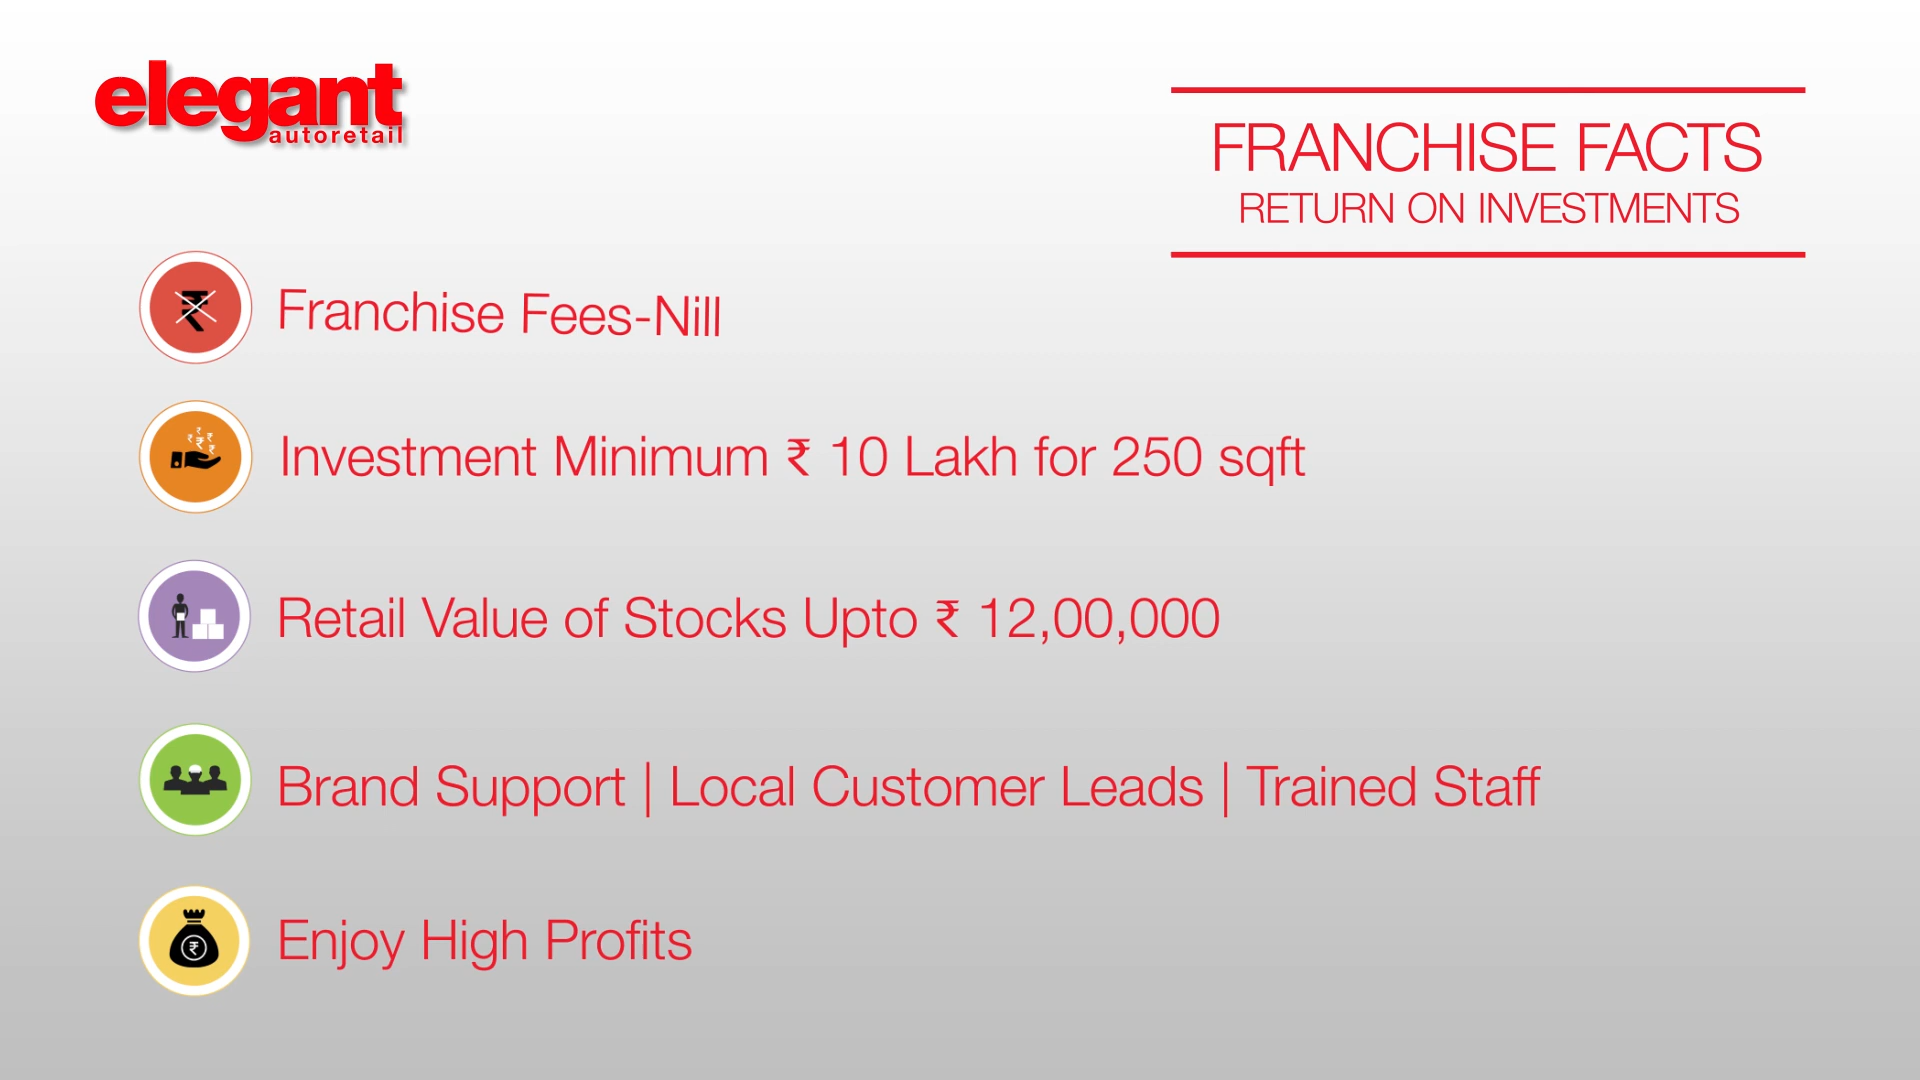 elegant
autoretail
FRANCHISE FACTS
RETURN ON INVESTMENTS
Franchise Fees-Nill
Investment Minimum ₹ 10 Lakh for 250 sqft
Retail Value of Stocks Upto ₹ 12,00,000
Brand Support | Local Customer Leads | Trained Staff
Enjoy High Profits